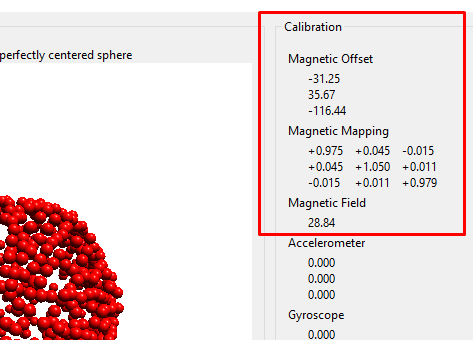 perfectly centered sphere
Calibration
Magnetic Offset
-31.25
35.67
-116.44
Magnetic Mapping
+0.975 +0.045 -0.015
+0.045 +1.050 +0.011
-0.015 +0.011 +0.979
Magnetic Field
28.84
Accelerometer
0.000
0.000
0.000
Gyroscope
0.000